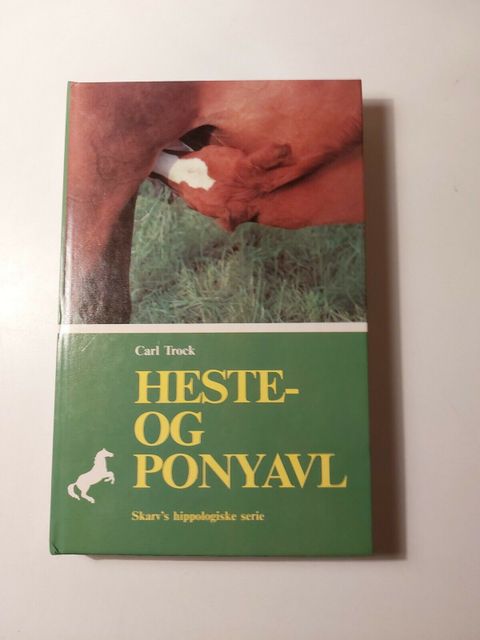 Carl Trock
HESTE-
OG
PONYAVL
Skarv's hippologiske serie